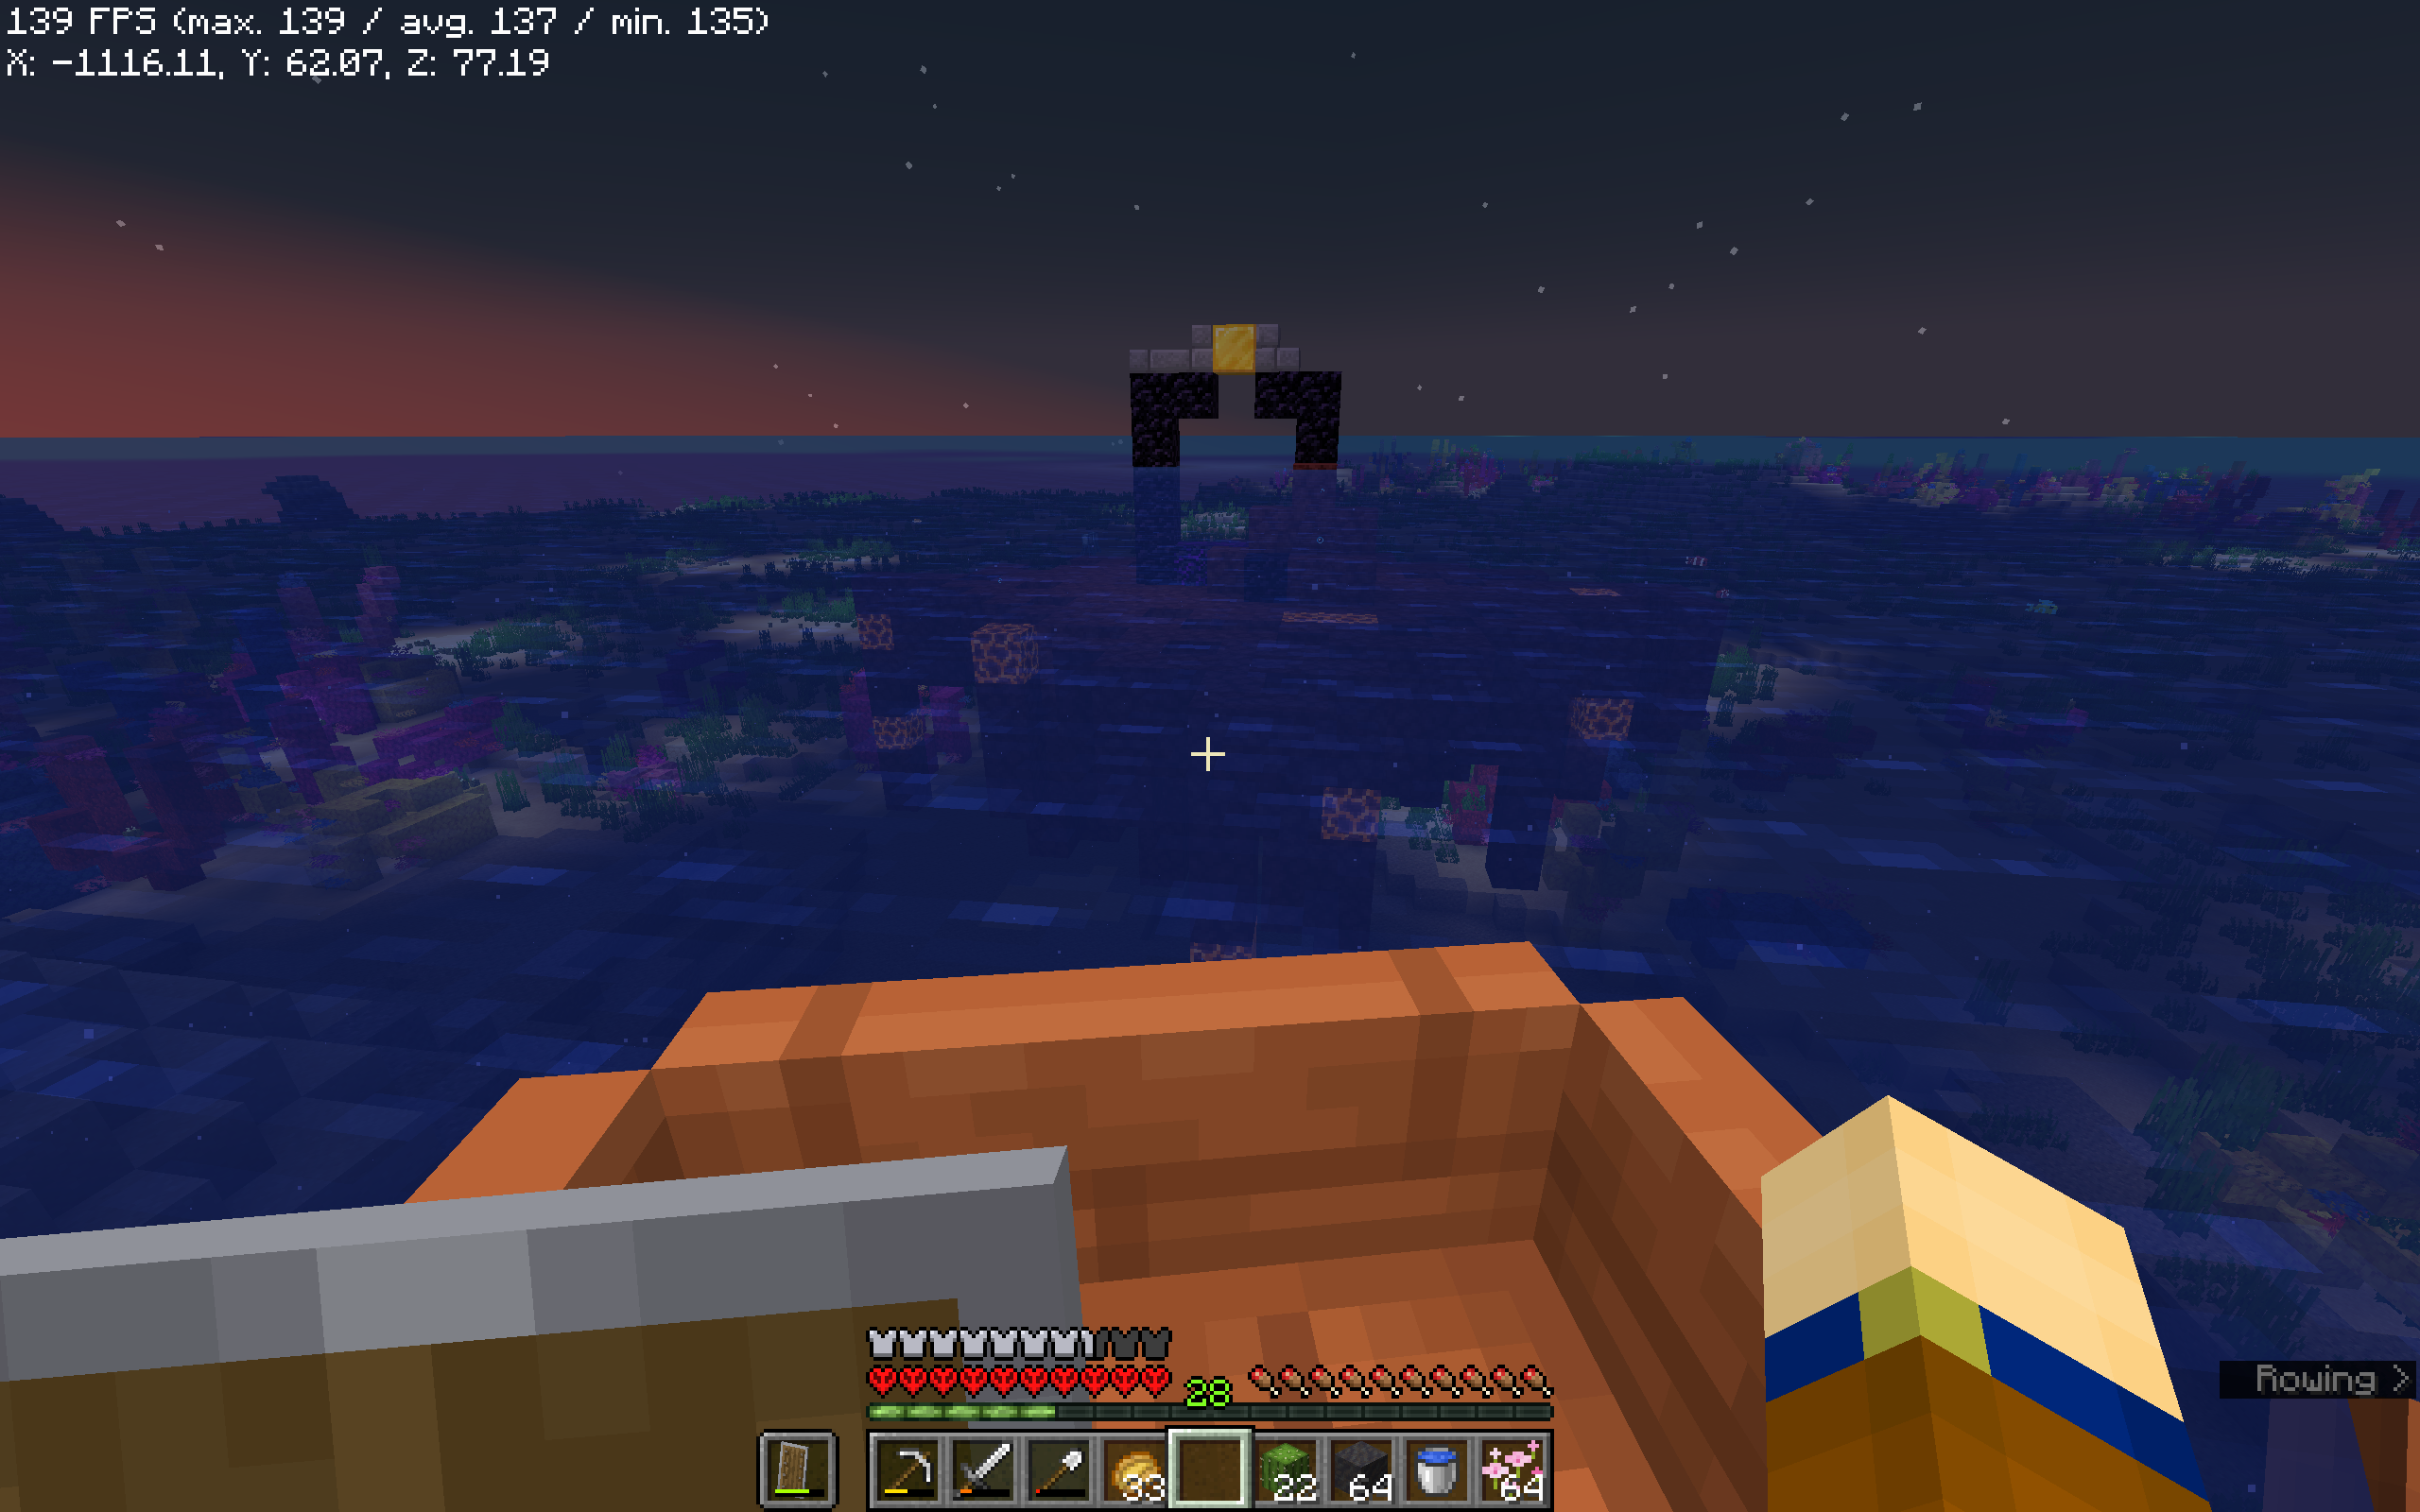 139 FPS (max. 139 / avg. 137 / min. 135)
X: -1116.11, Y: 62.07, Z: 77.19
Rowing >
28
33 22 64 64